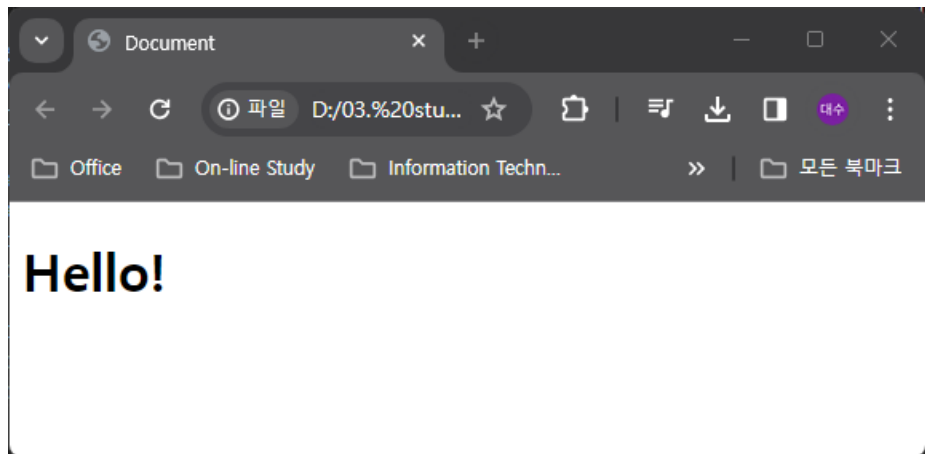 Document
파일 D:/03.%20stu... 대수
Office On-line Study Information Techn... 모든 북마크
Hello!